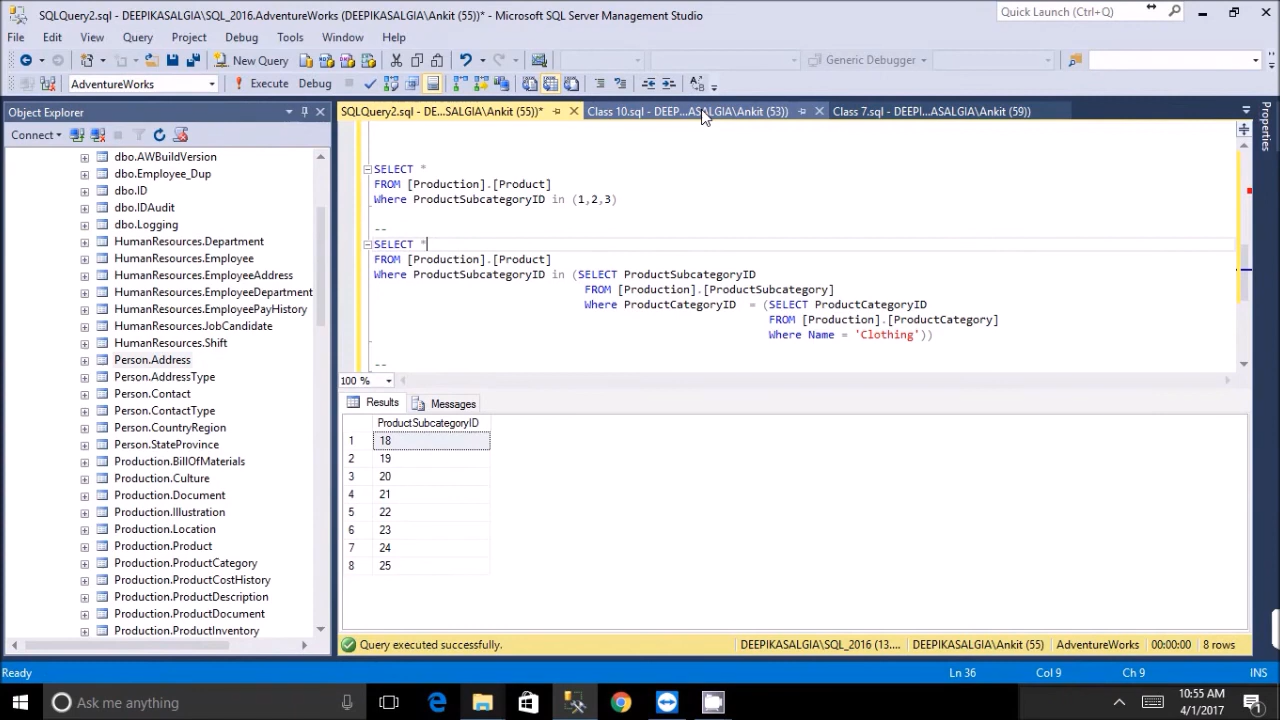 SQLQuery2.sql - DEEPIKASALGIA\SQL_2016.AdventureWorks (DEEPIKASALGIA\Ankit (55))* - Microsoft SQL Server Management Studio
Quick Launch (Ctrl+Q)
File Edit View Query Project Debug Tools Window Help
New Query
Generic Debugger
AdventureWorks
Execute Debug
Object Explorer
SQLQuery2.sql - DE...SALGIA\Ankit (55))*
Class 10.sql - DEEP...ASALGIA\Ankit (53))
Class 7.sql - DEEPI...ALGIA\Ankit (59))
Properties
Connect
dbo.AWBuildVersion
dbo.Employee_Dup
dbo.ID
dbo.IDAudit
dbo.Logging
HumanResources.Department
HumanResources.Employee
HumanResources.EmployeeAddress
HumanResources.EmployeeDepartment
HumanResources.EmployeePayHistory
HumanResources.JobCandidate
HumanResources.Shift
Person.Address
Person.AddressType
Person.Contact
Person.ContactType
Person.CountryRegion
Person.StateProvince
Production.BillOfMaterials
Production.Culture
Production.Document
Production.Illustration
Production.Location
Production.Product
Production.ProductCategory
Production.ProductCostHistory
Production.ProductDescription
Production.ProductDocument
Production.ProductInventory
SELECT *
FROM [Production].[Product]
Where ProductSubcategoryID in (1,2,3)
--
SELECT *
FROM [Production].[Product]
Where ProductSubcategoryID in (SELECT ProductSubcategoryID
FROM [Production].[ProductSubcategory]
Where ProductCategoryID = (SELECT ProductCategoryID
FROM [Production].[ProductCategory]
Where Name = 'Clothing'))
--
100 %
Results Messages
ProductSubcategoryID
1 18
2 19
3 20
4 21
5 22
6 23
7 24
8 25
Query executed successfully.
DEEPIKASALGIA\SQL_2016 (13.... DEEPIKASALGIA\Ankit (55) AdventureWorks 00:00:00 8 rows
Ready
Ln 36 Col 9 Ch 9 INS
Ask me anything
10:55 AM
4/1/2017
1